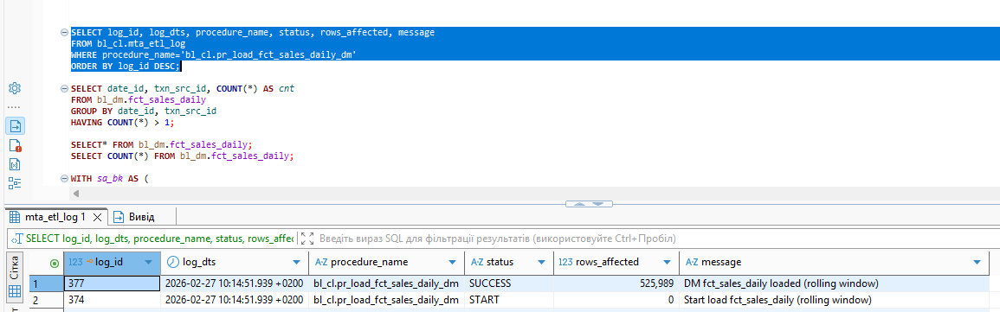 SELECT log_id, log_dts, procedure_name, status, rows_affected, message
FROM bl_cl.mta_etl_log
WHERE procedure_name='bl_cl.pr_load_fct_sales_daily_dm'
ORDER BY log_id DESC;
SELECT date_id, txn_src_id, COUNT(*) AS cnt
FROM bl_dm.fct_sales_daily
GROUP BY date_id, txn_src_id
HAVING COUNT(*) > 1;
SELECT* FROM bl_dm.fct_sales_daily;
SELECT COUNT(*) FROM bl_dm.fct_sales_daily;
WITH sa_bk AS (
mta_etl_log 1 Вивід
SELECT log_id, log_dts, procedure_name, status, rows_affe Введіть вираз SQL для фільтрації результатів (використовуйте Ctrl+Пробіл)
Сітка
123 log_id log_dts A-Z procedure_name A-Z status 123 rows_affected A-Z message
1 377 2026-02-27 10:14:51.939 +0200 bl_cl.pr_load_fct_sales_daily_dm SUCCESS 525,989 DM fct_sales_daily loaded (rolling window)
2 374 2026-02-27 10:14:51.939 +0200 bl_cl.pr_load_fct_sales_daily_dm START 0 Start load fct_sales_daily (rolling window)